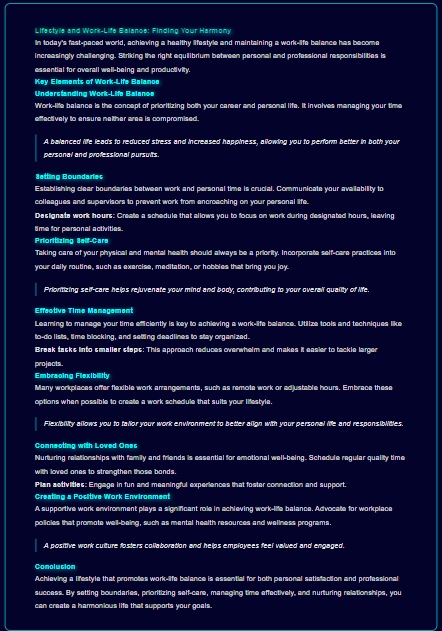 Lifestyle and Work-Life Balance: Finding Your Harmony
In today's fast-paced world, achieving a healthy lifestyle and maintaining a work-life balance has become
increasingly challenging. Striking the right equilibrium between personal and professional responsibilities is
essential for overall well-being and productivity.
Key Elements of Work-Life Balance
Understanding Work-Life Balance
Work-life balance is the concept of prioritizing both your career and personal life. It involves managing your time
effectively to ensure neither area is compromised.
A balanced life leads to reduced stress and increased happiness, allowing you to perform better in both your
personal and professional pursuits.
Setting Boundaries
Establishing clear boundaries between work and personal time is crucial. Communicate your availability to
colleagues and supervisors to prevent work from encroaching on your personal life.
Designate work hours: Create a schedule that allows you to focus on work during designated hours, leaving
time for personal activities.
Prioritizing Self-Care
Taking care of your physical and mental health should always be a priority. Incorporate self-care practices into
your daily routine, such as exercise, meditation, or hobbies that bring you joy.
Prioritizing self-care helps rejuvenate your mind and body, contributing to your overall quality of life.
Effective Time Management
Learning to manage your time efficiently is key to achieving a work-life balance. Utilize tools and techniques like
to-do lists, time blocking, and setting deadlines to stay organized.
Break tasks into smaller steps: This approach reduces overwhelm and makes it easier to tackle larger
projects.
Embracing Flexibility
Many workplaces offer flexible work arrangements, such as remote work or adjustable hours. Embrace these
options when possible to create a work schedule that suits your lifestyle.
Flexibility allows you to tailor your work environment to better align with your personal life and responsibilities.
Connecting with Loved Ones
Nurturing relationships with family and friends is essential for emotional well-being. Schedule regular quality time
with loved ones to strengthen those bonds.
Plan activities: Engage in fun and meaningful experiences that foster connection and support.
Creating a Positive Work Environment
A supportive work environment plays a significant role in achieving work-life balance. Advocate for workplace
policies that promote well-being, such as mental health resources and wellness programs.
A positive work culture fosters collaboration and helps employees feel valued and engaged.
Conclusion
Achieving a lifestyle that promotes work-life balance is essential for both personal satisfaction and professional
success. By setting boundaries, prioritizing self-care, managing time effectively, and nurturing relationships, you
can create a harmonious life that supports your goals.